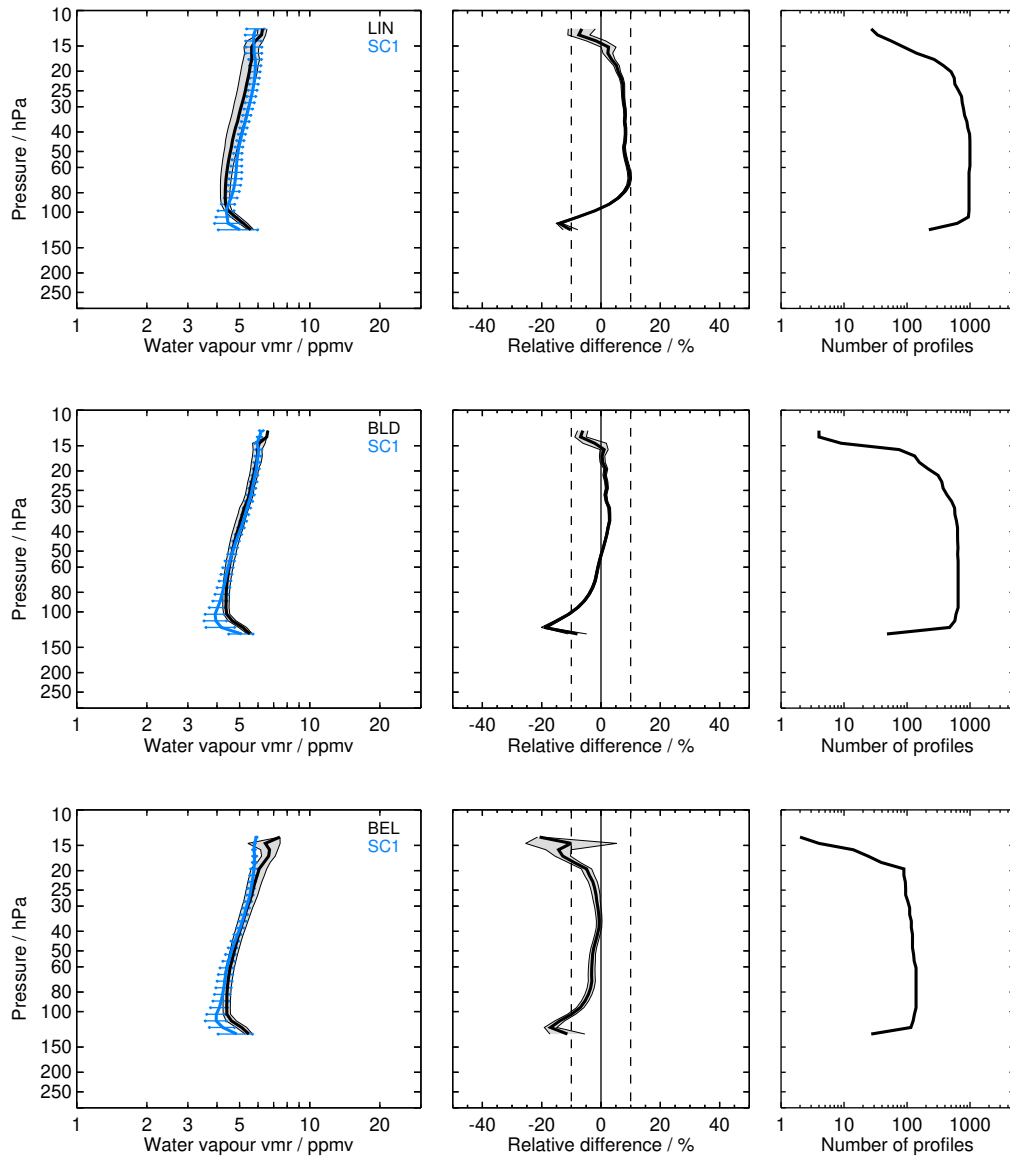 10
15
20
25
30
40
50
60
80
100
150
200
250
Pressure / hPa
LIN
SC1
1 2 3 5 10 20
Water vapour vmr / ppmv
-40 -20 0 20 40
Relative difference / %
1 10 100 1000
Number of profiles
10
15
20
25
30
40
50
60
80
100
150
200
250
Pressure / hPa
BLD
SC1
1 2 3 5 10 20
Water vapour vmr / ppmv
-40 -20 0 20 40
Relative difference / %
1 10 100 1000
Number of profiles
10
15
20
25
30
40
50
60
80
100
150
200
250
Pressure / hPa
BEL
SC1
1 2 3 5 10 20
Water vapour vmr / ppmv
-40 -20 0 20 40
Relative difference / %
1 10 100 1000
Number of profiles